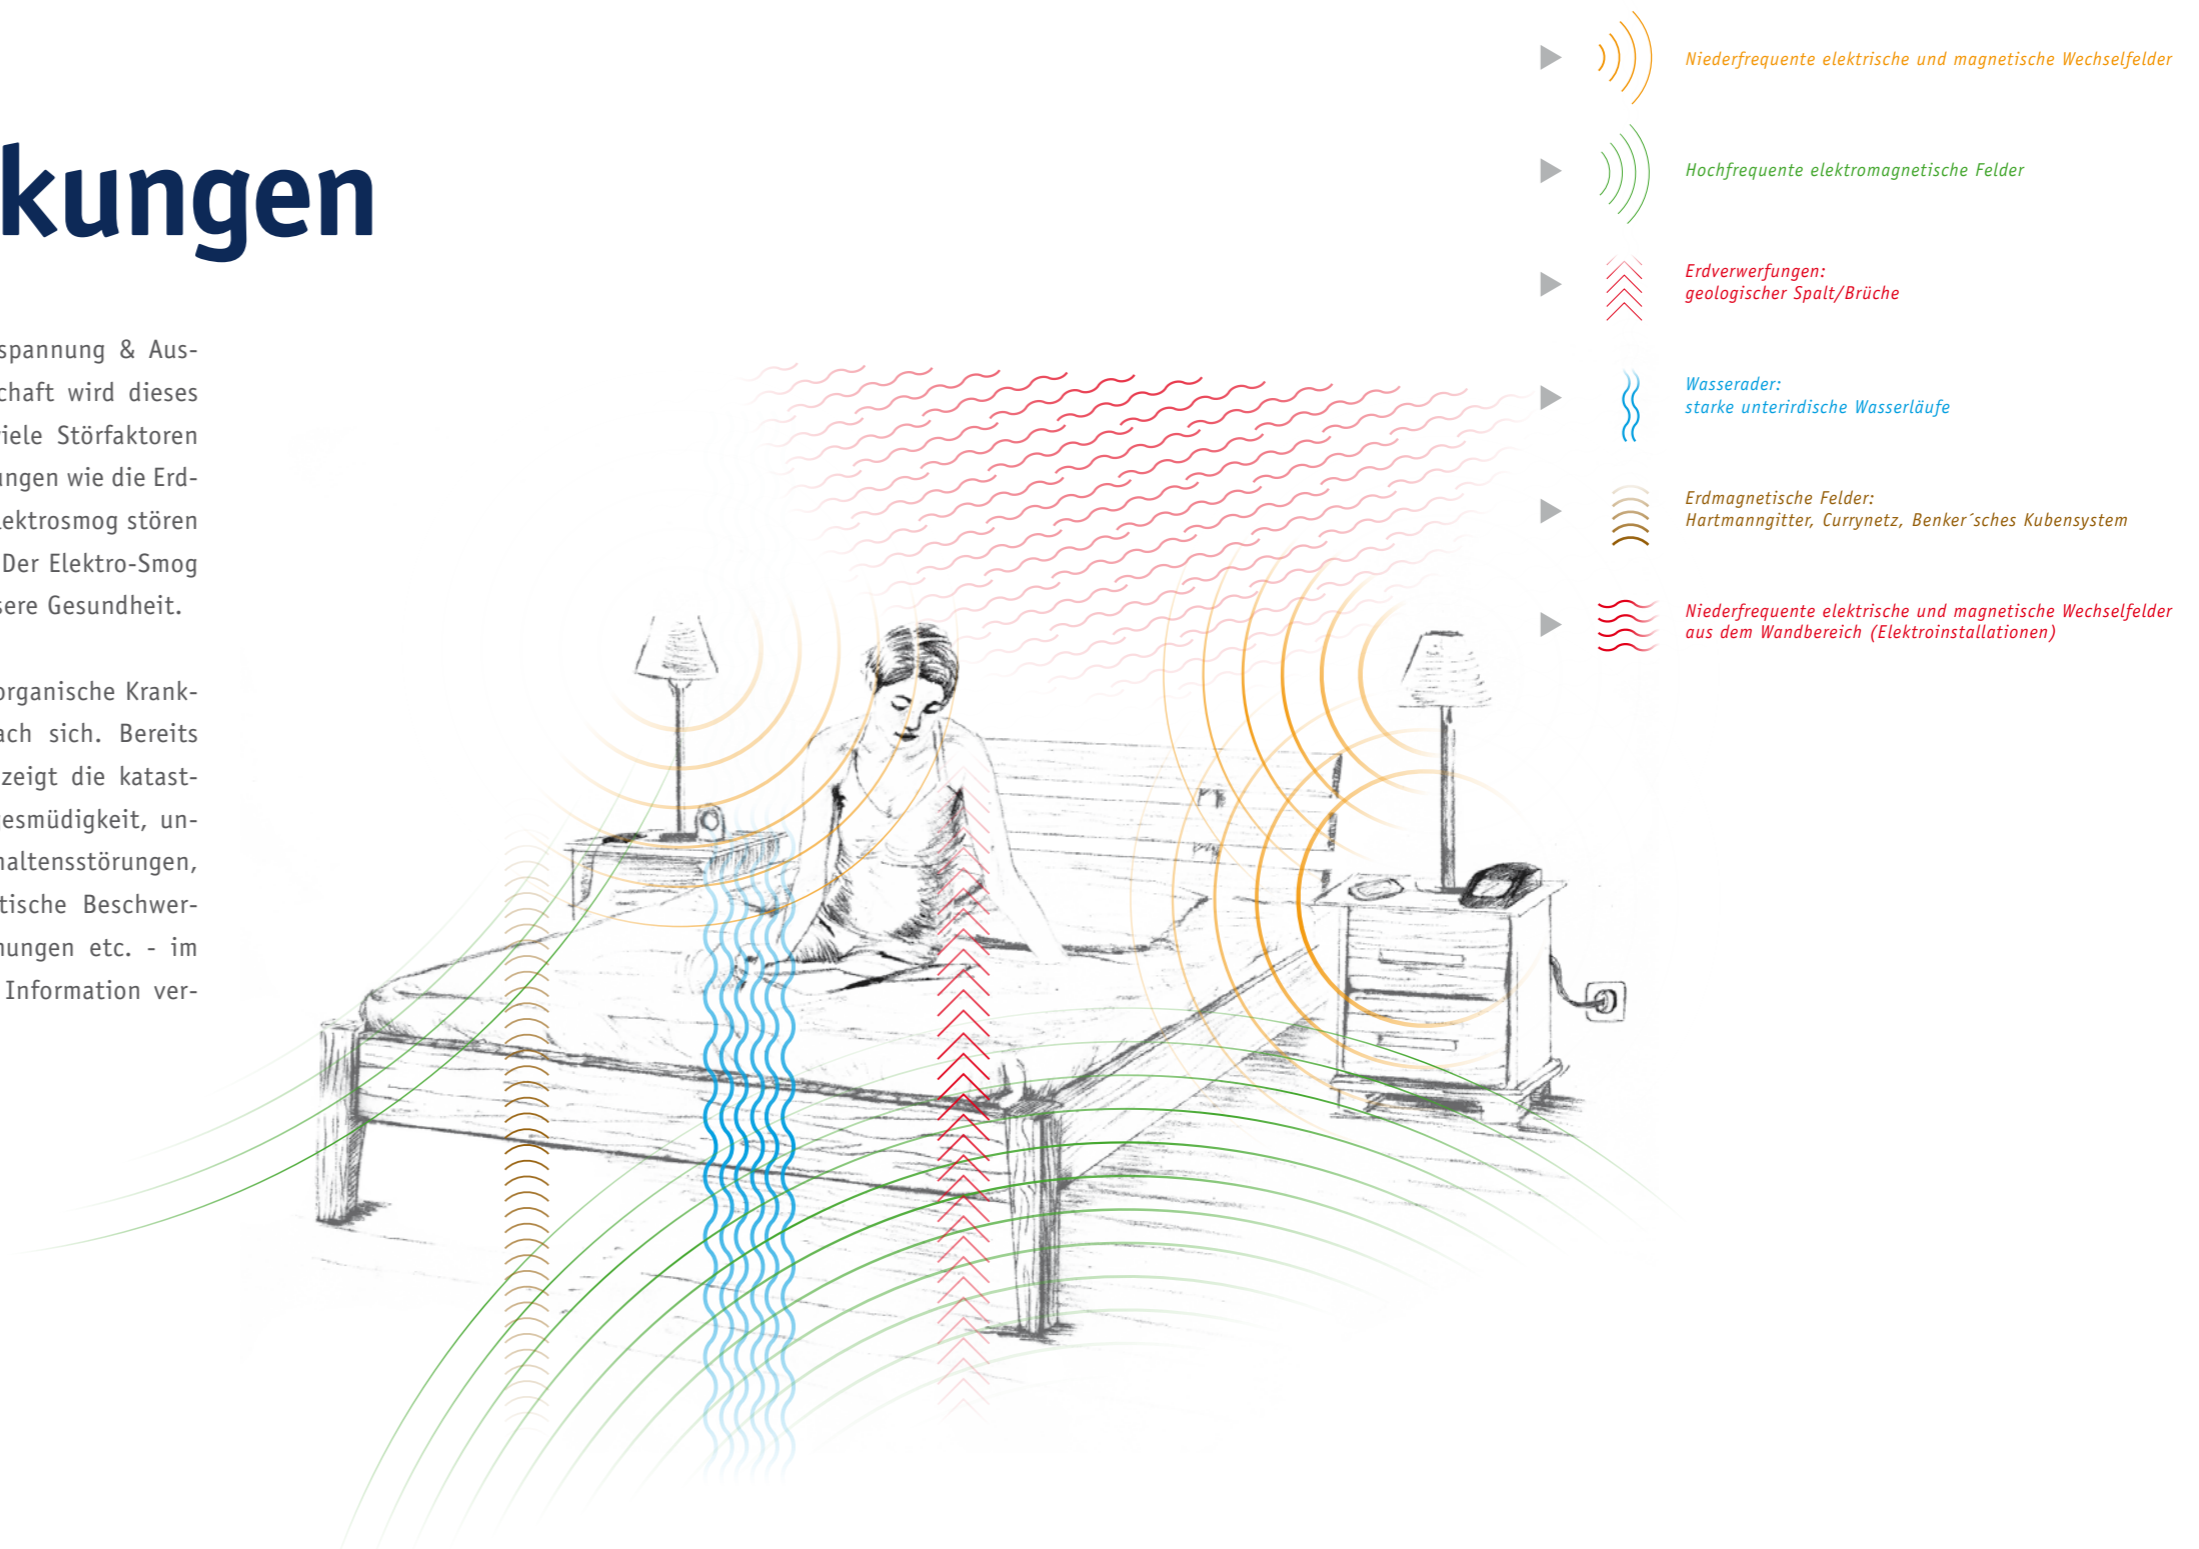 kungen
spannung & Aus-
chaft wird dieses
iele Störfaktoren
ungen wie die Erd-
lektrosmog stören
Der Elektro-Smog
sere Gesundheit.
organische Krank-
ach sich. Bereits
zeigt die katast-
gesmüdigkeit, un-
haltensstörungen,
tische Beschwer-
nungen etc. - im
Information ver-
Niederfrequente elektrische und magnetische Wechselfelder
Hochfrequente elektromagnetische Felder
Erdverwerfungen:
geologischer Spalt/Brüche
Wasserader:
starke unterirdische Wasserläufe
Erdmagnetische Felder:
Hartmanngitter, Currynetz, Benker´sches Kubensystem
Niederfrequente elektrische und magnetische Wechselfelder
aus dem Wandbereich (Elektroinstallationen)